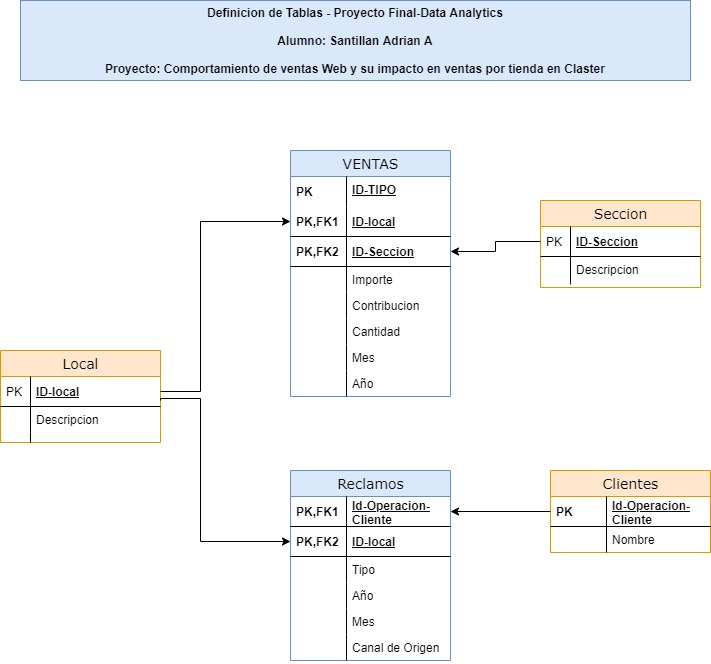 Definicion de Tablas - Proyecto Final-Data Analytics
Alumno: Santillan Adrian A
Proyecto: Comportamiento de ventas Web y su impacto en ventas por tienda en Claster
VENTAS
PK ID-TIPO
PK,FK1 ID-local
PK,FK2 ID-Seccion
Importe
Contribucion
Cantidad
Mes
Año
Seccion
PK ID-Seccion
Descripcion
Local
PK ID-local
Descripcion
Reclamos
PK,FK1 Id-Operacion-
Cliente
PK,FK2 ID-local
Tipo
Año
Mes
Canal de Origen
Clientes
PK Id-Operacion-
Cliente
Nombre